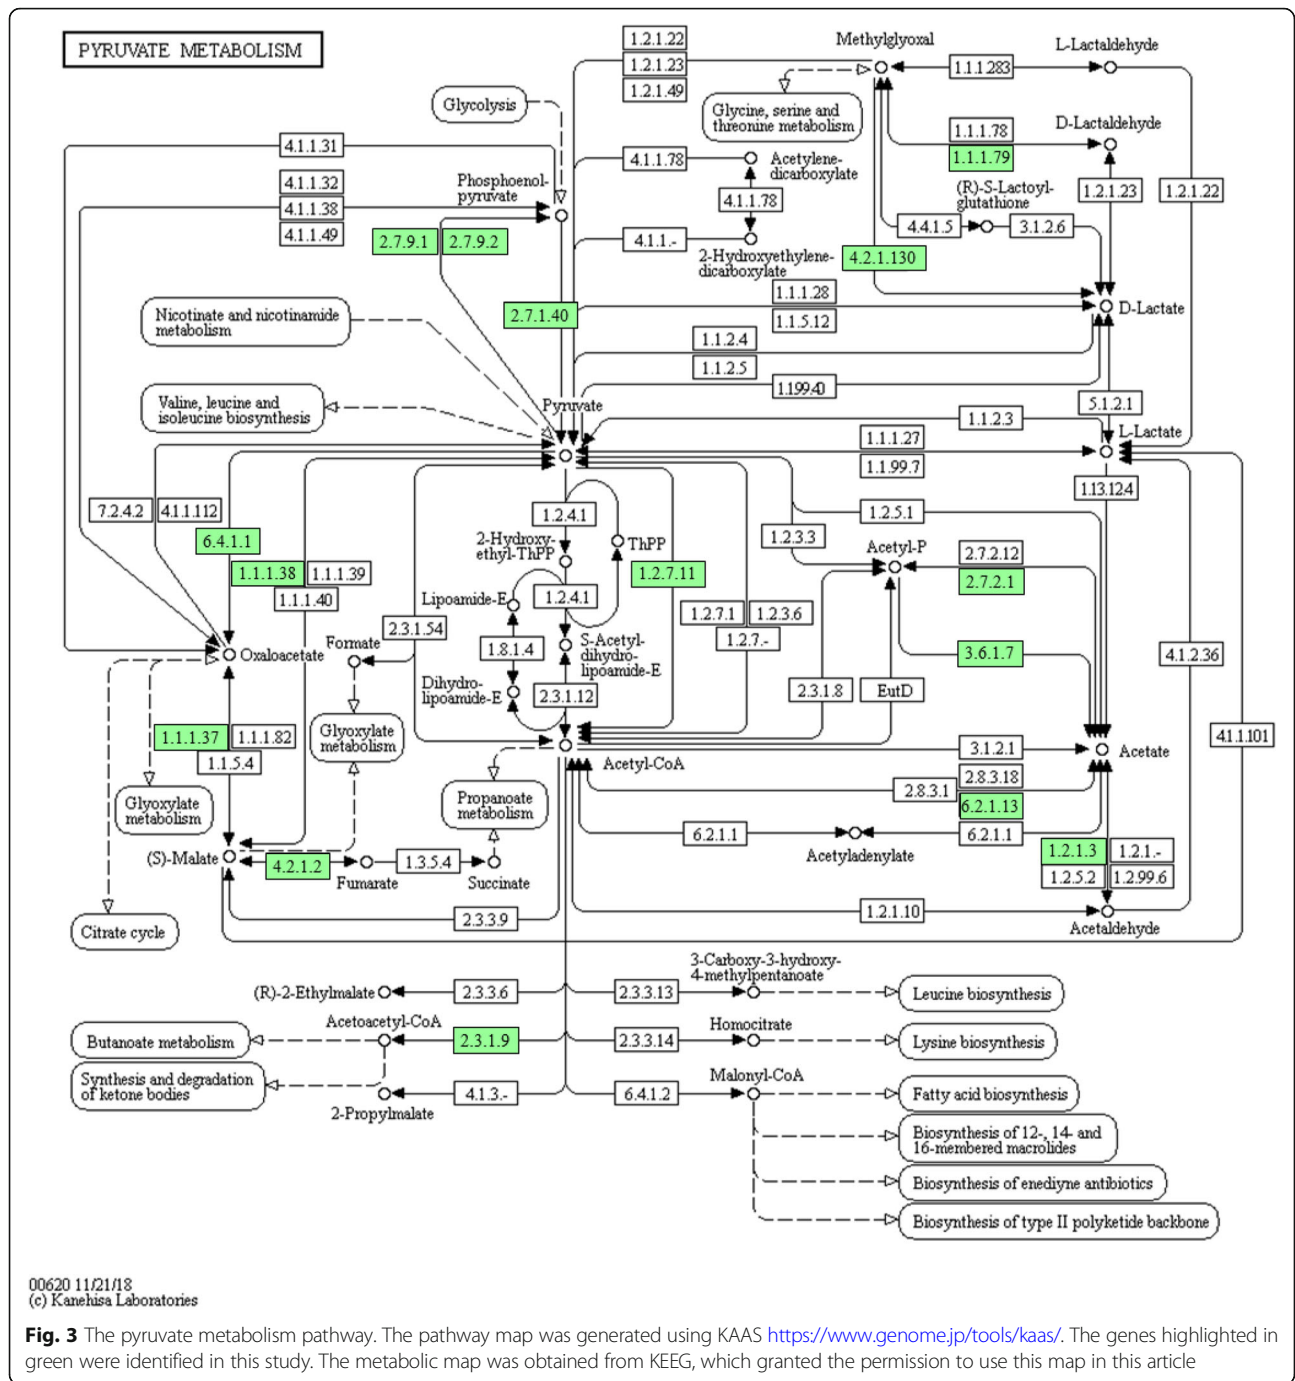 PYRUVATE METABOLISM
1.2.1.22
1.2.1.23
1.2.1.49
Methylglyoxal
1.1.1.283
L-Lactaldehyde
Glycolysis
Glycine, serine and
threonine metabolism
1.1.1.78
1.1.1.79
D-Lactaldehyde
4.1.1.31
4.1.1.32
4.1.1.38
4.1.1.49
Phosphoenol-
pyruvate
4.1.1.78
Acetylene-
dicarboxylate
4.1.1.78
(R)-S-Lactoyl-
glutathione
1.2.1.23
1.2.1.22
2.7.9.1
2.7.9.2
4.1.1.-
2-Hydroxyethylene-
dicarboxylate
4.4.1.5
3.1.2.6
4.2.1.130
Nicotinate and nicotinamide
metabolism
2.7.1.40
1.1.1.28
1.1.5.12
D-Lactate
1.1.2.4
1.1.2.5
1.1.99.40
Valine, leucine and
isoleucine biosynthesis
Pyruvate
5.1.2.1
1.1.2.3
L-Lactate
1.1.1.27
1.1.99.7
1.13.12.4
7.2.4.2
4.1.1.112
6.4.1.1
1.2.4.1
1.2.5.1
1.2.3.3
2-Hydroxy-
ethyl-ThPP
ThPP
Acetyl-P
2.7.2.12
2.7.2.1
1.1.1.38
1.1.1.39
1.1.1.40
1.2.7.11
Lipoamide-E
1.2.4.1
1.2.7.1
1.2.3.6
1.2.7.-
2.3.1.54
Oxaloacetate
Formate
1.8.1.4
S-Acetyl-
dihydro-
lipoamide-E
3.6.1.7
4.1.2.36
Dihydro-
lipoamide-E
2.3.1.12
2.3.1.8
EutD
1.1.1.37
1.1.1.82
1.1.5.4
Glyoxylate
metabolism
4.1.1.101
Acetyl-CoA
3.1.2.1
Acetate
Glyoxylate
metabolism
Propanoate
metabolism
2.8.3.18
2.8.3.1
6.2.1.13
6.2.1.1
Acetyladenylate
6.2.1.1
(S)-Malate
4.2.1.2
Fumarate
1.3.5.4
Succinate
1.2.1.3
1.2.1.-
1.2.5.2
1.2.99.6
Citrate cycle
2.3.3.9
1.2.1.10
Acetaldehyde
(R)-2-Ethylmalate
2.3.3.6
2.3.3.13
3-Carboxy-3-hydroxy-
4-methylpentanoate
Leucine biosynthesis
Butanoate metabolism
Acetoacetyl-CoA
2.3.1.9
2.3.3.14
Homocitrate
Lysine biosynthesis
Synthesis and degradation
of ketone bodies
2-Propylmalate
4.1.3.-
6.4.1.2
Malonyl-CoA
Fatty acid biosynthesis
Biosynthesis of 12-, 14- and
16-membered macrolides
Biosynthesis of enediyne antibiotics
Biosynthesis of type II polyketide backbone
00620 11/21/18
(c) Kanehisa Laboratories
Fig. 3 The pyruvate metabolism pathway. The pathway map was generated using KAAS https://www.genome.jp/tools/kaas/. The genes highlighted in
green were identified in this study. The metabolic map was obtained from KEEG, which granted the permission to use this map in this article